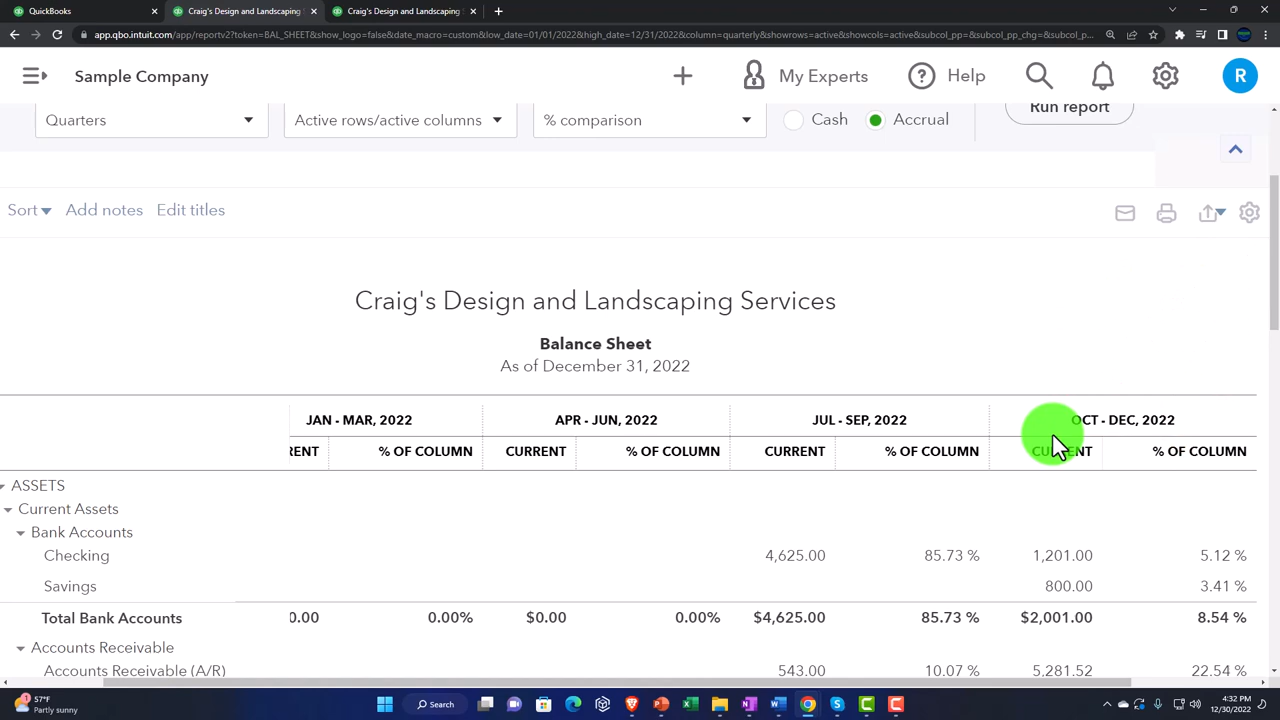 QuickBooks
Craig's Design and Landscaping
Craig's Design and Landscaping
app.qbo.intuit.com/app/reportv2?token=BAL_SHEET&show_logo=false&date_macro=custom&low_date=01/01/2022&high_date=12/31/2022&column=quarterly&showrows=active&showcols=active&subcol_pp=&subcol_pp_chg=&subcol_p...
Sample Company
My Experts
Help
R
Quarters
Active rows/active columns
% comparison
Cash
Accrual
Run report
Sort
Add notes
Edit titles
Craig's Design and Landscaping Services
Balance Sheet
As of December 31, 2022
JAN - MAR, 2022 APR - JUN, 2022 JUL - SEP, 2022 OCT - DEC, 2022
RENT % OF COLUMN CURRENT % OF COLUMN CURRENT % OF COLUMN CURRENT % OF COLUMN
ASSETS
Current Assets
Bank Accounts
Checking 4,625.00 85.73 % 1,201.00 5.12 %
Savings 800.00 3.41 %
Total Bank Accounts 0.00 0.00% $0.00 0.00% $4,625.00 85.73 % $2,001.00 8.54 %
Accounts Receivable
Accounts Receivable (A/R) 543.00 10.07 % 5,281.52 22.54 %
57°F
Partly sunny
Search
4:32 PM
12/30/2022